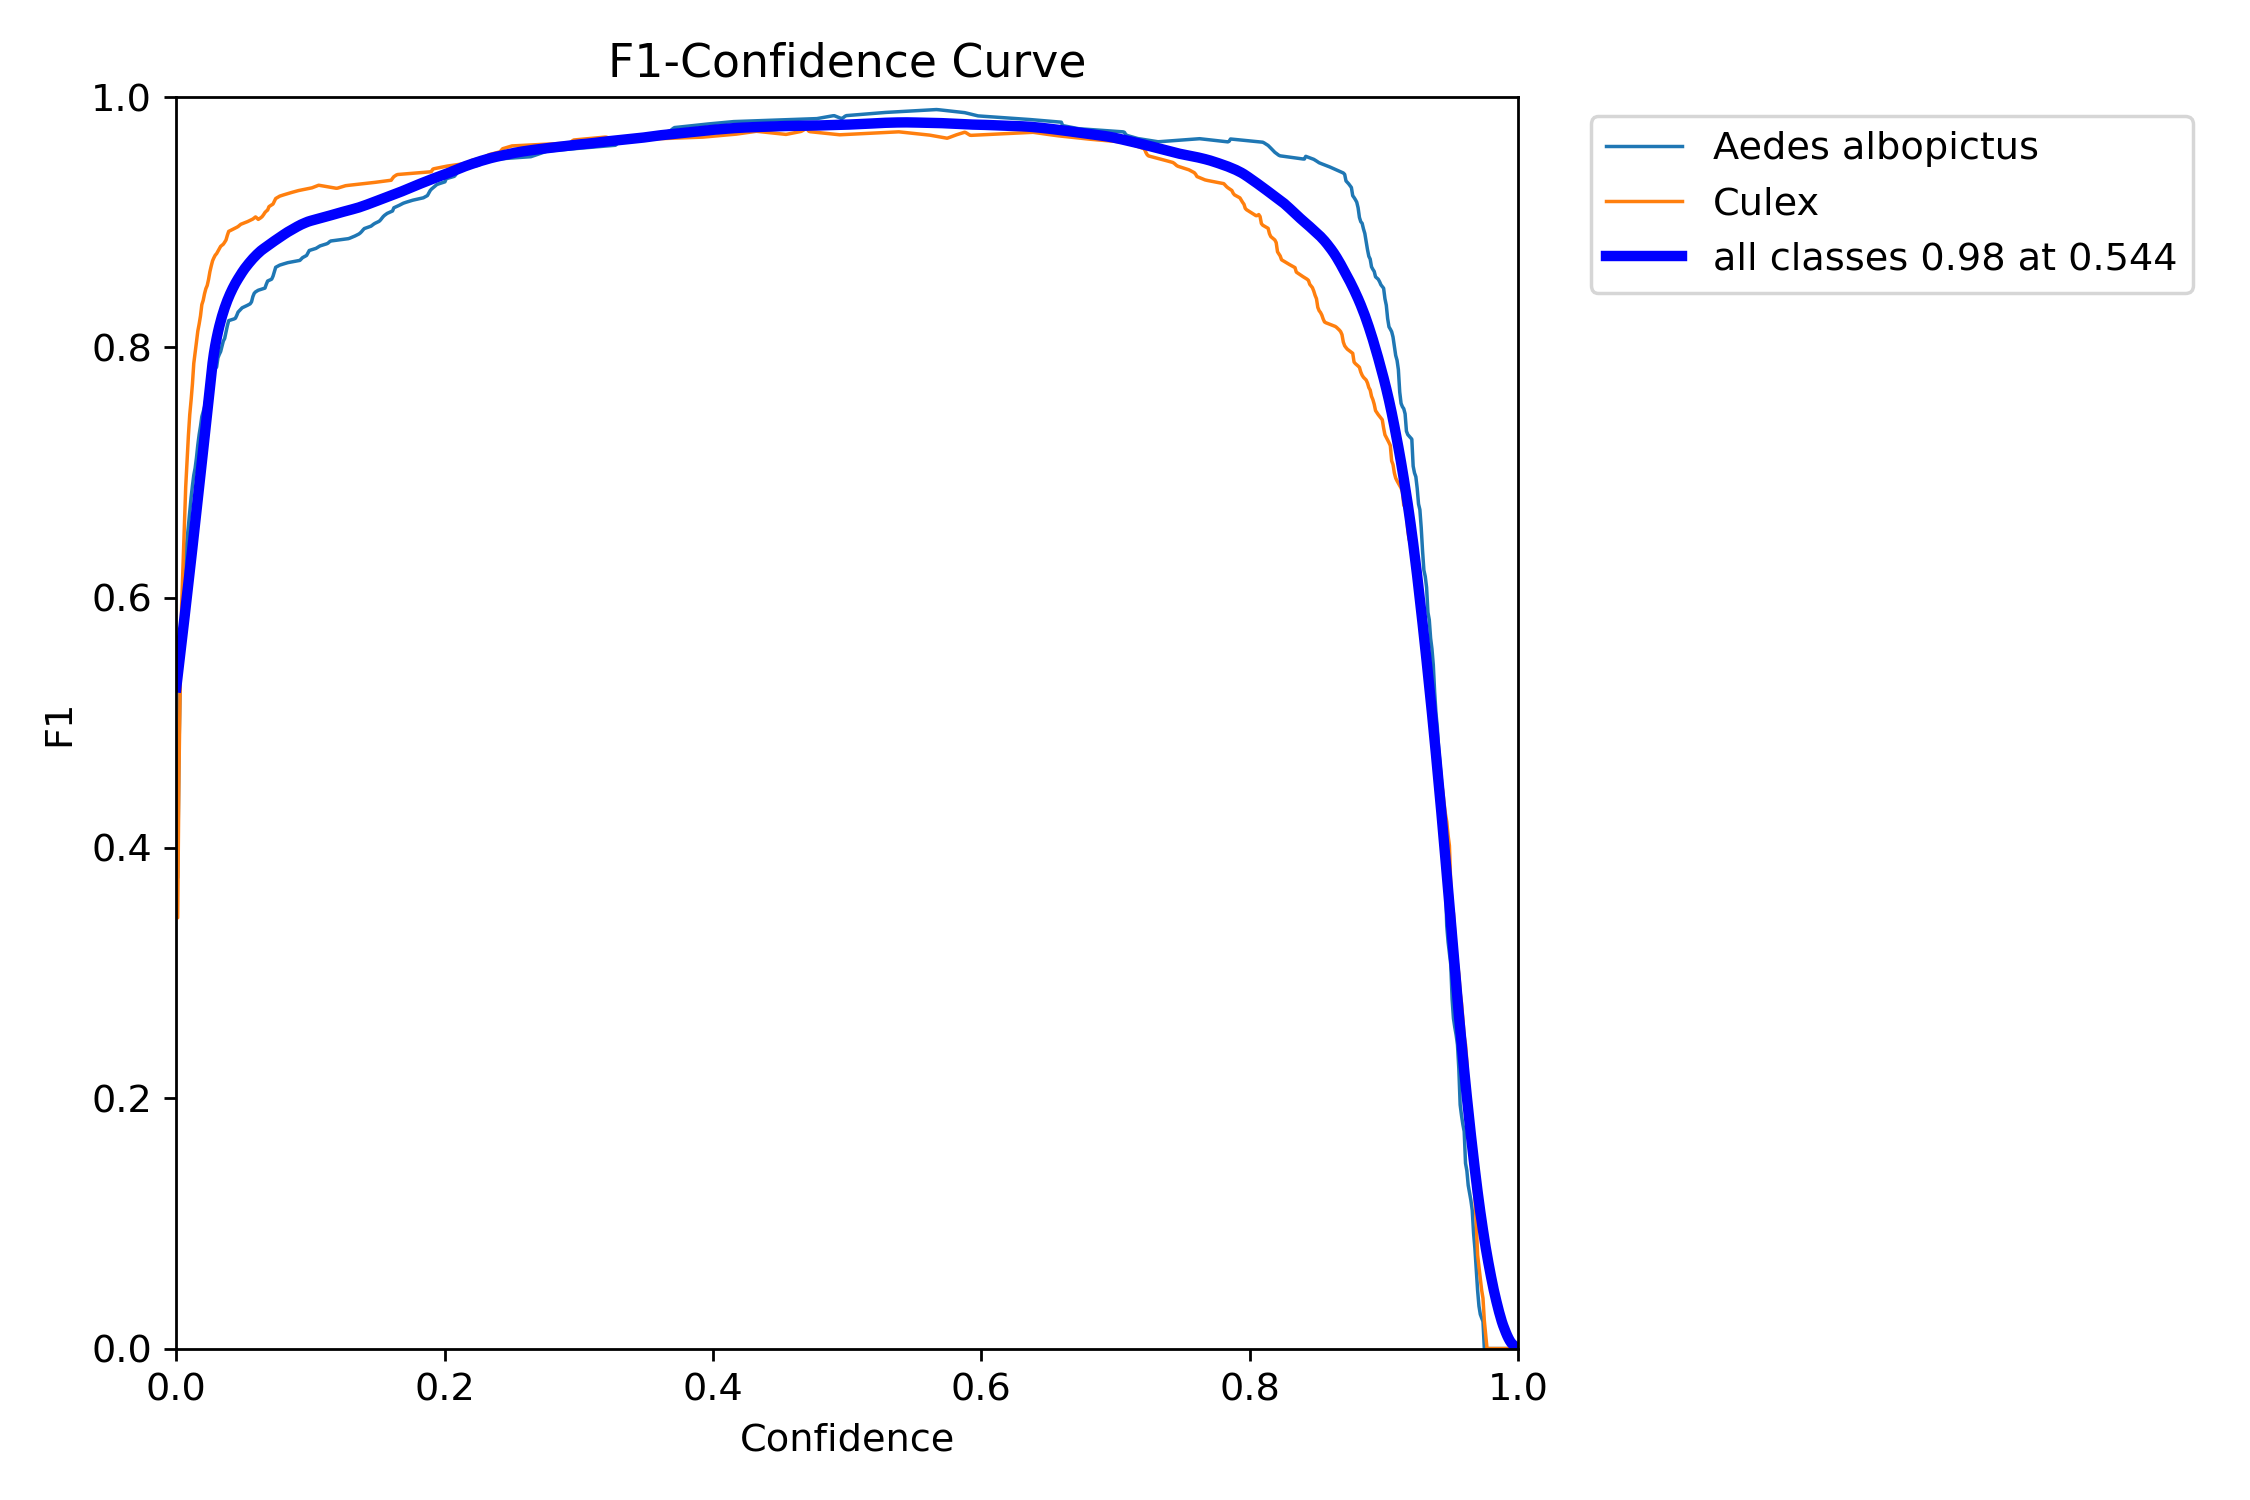 F1-Confidence Curve
1.0
0.8
0.6
0.4
0.2
0.0
F1
0.0 0.2 0.4 0.6 0.8 1.0
Confidence
Aedes albopictus
Culex
all classes 0.98 at 0.544